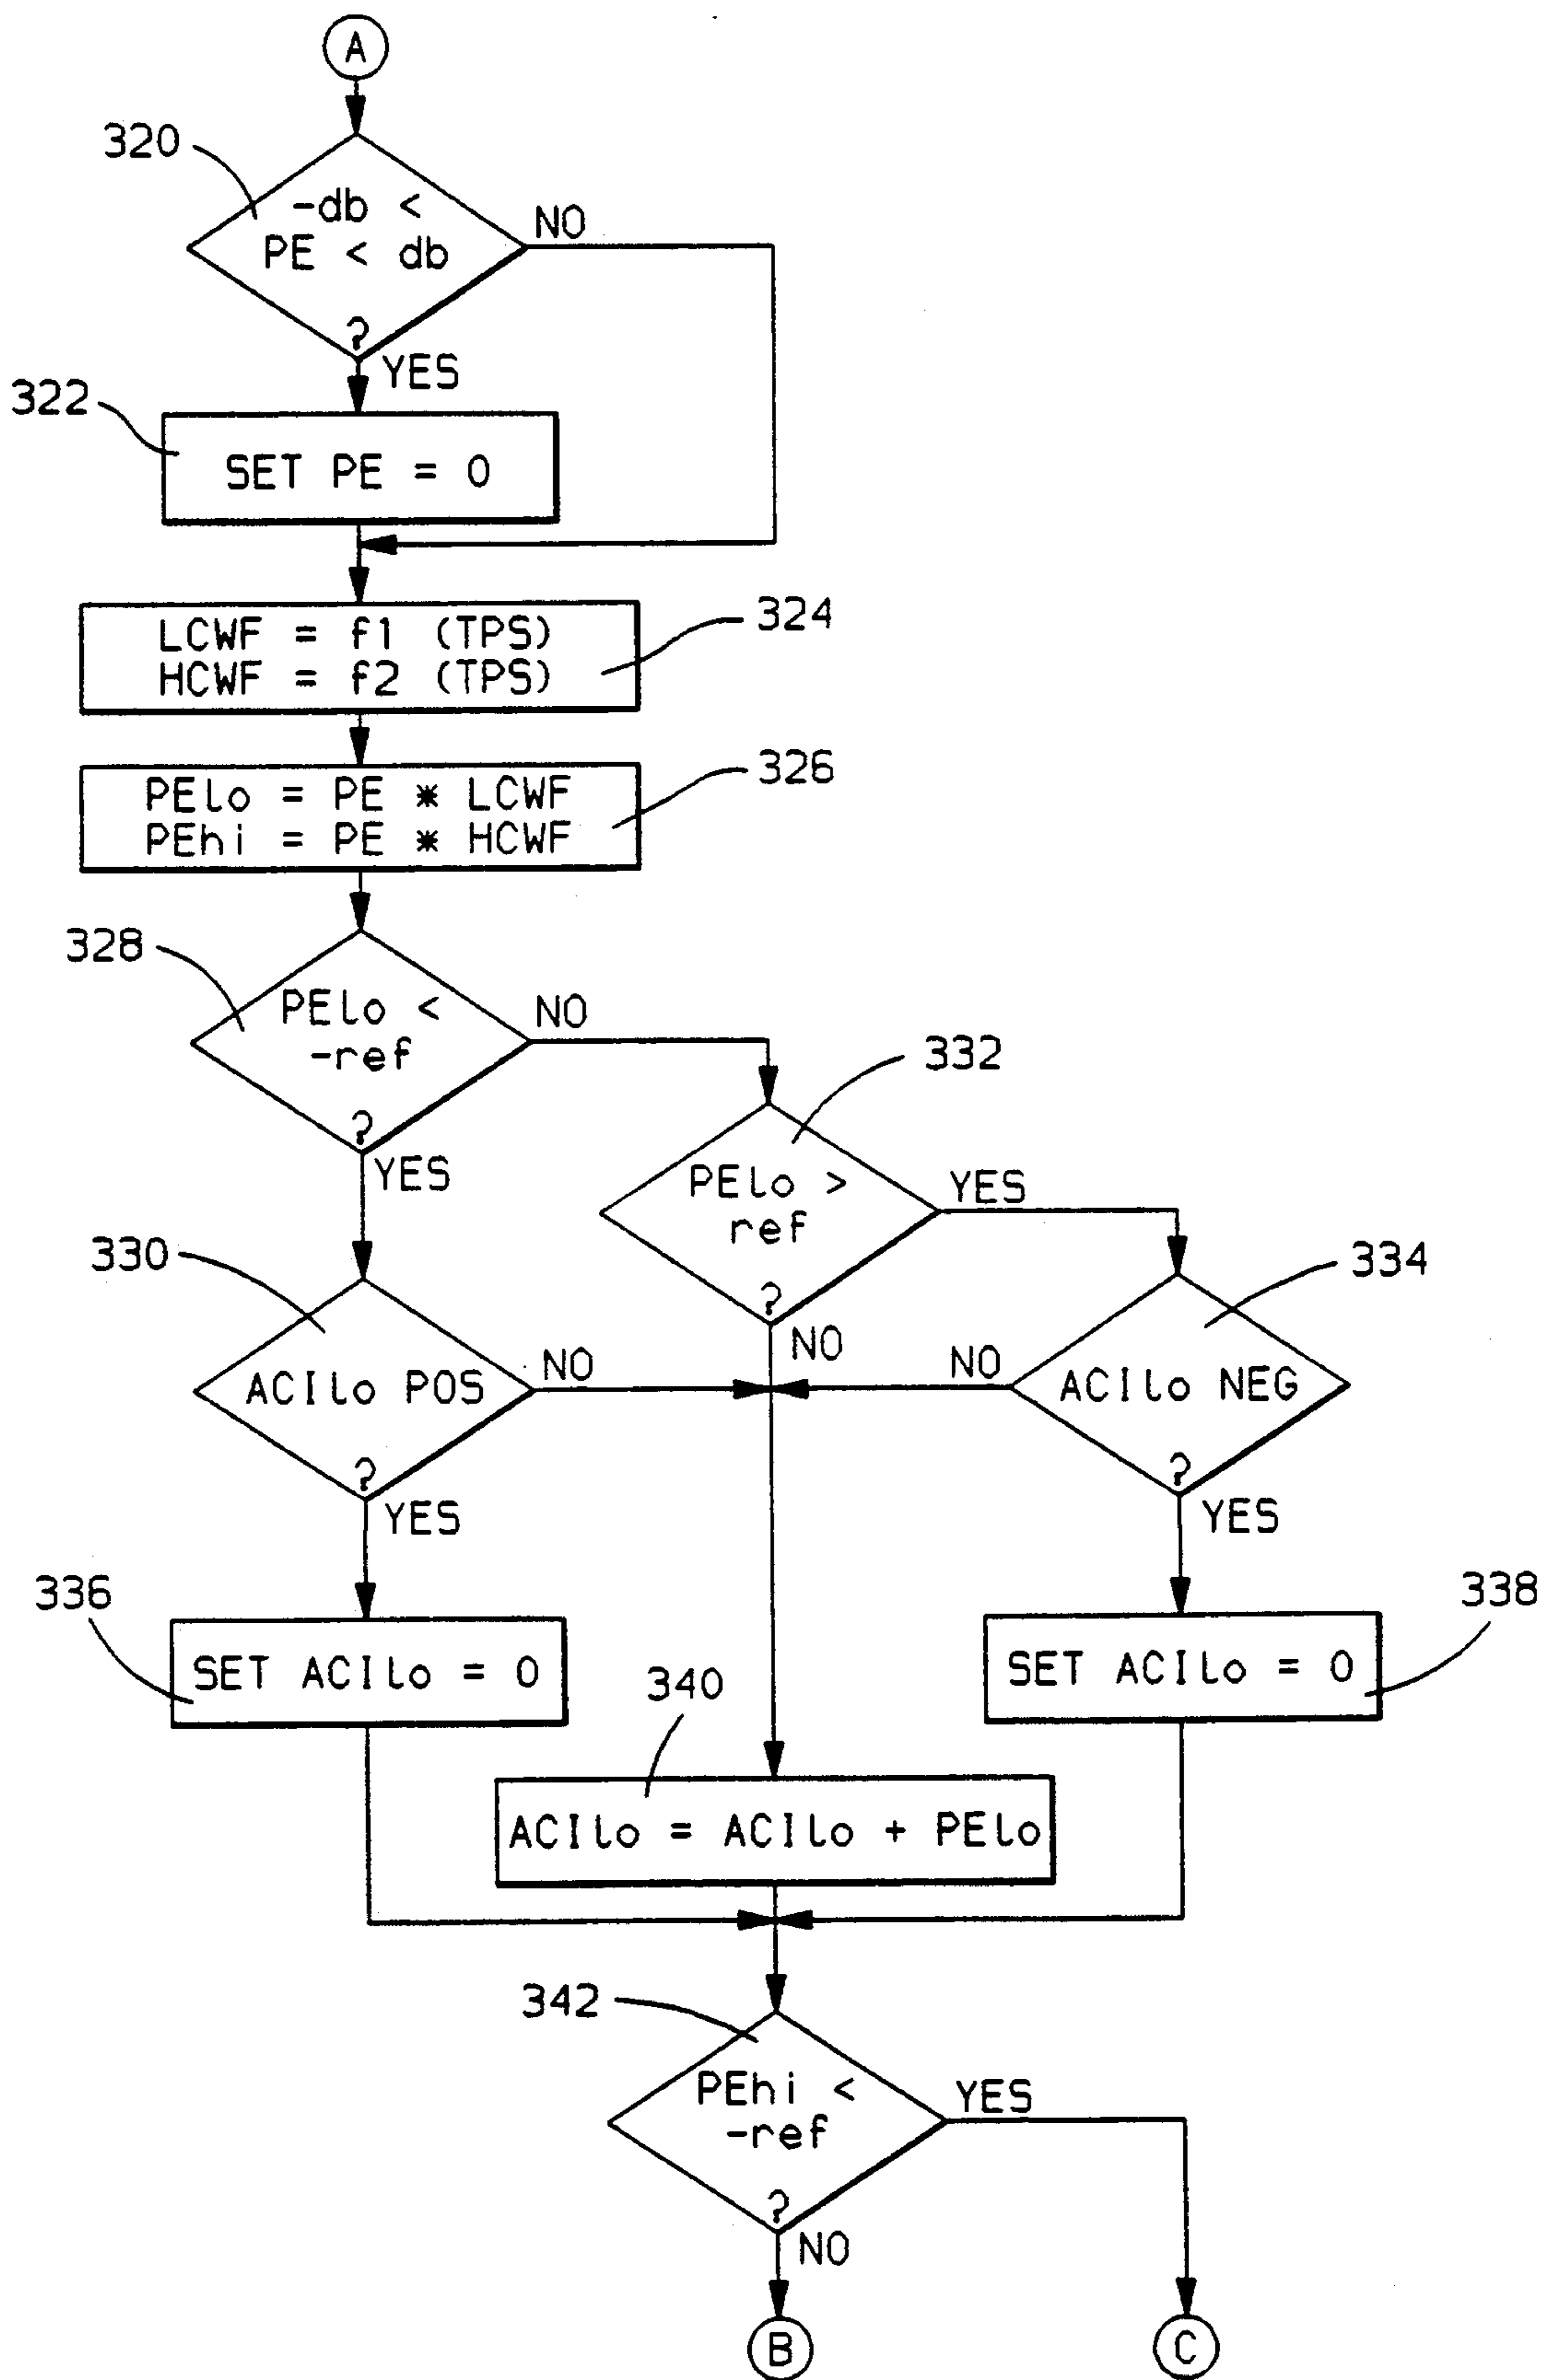 A
320
-db <
PE < db
?
NO
YES
322
SET PE = 0
324
LCWF = f1 (TPS)
HCWF = f2 (TPS)
326
PElo = PE * LCWF
PEhi = PE * HCWF
328
PElo <
-ref
?
NO
YES
332
PElo >
ref
?
YES
NO
330
ACIlo POS
?
NO
YES
334
ACIlo NEG
?
NO
YES
336
SET ACIlo = 0
338
SET ACIlo = 0
340
ACIlo = ACIlo + PElo
342
PEhi <
-ref
?
YES
NO
B
C